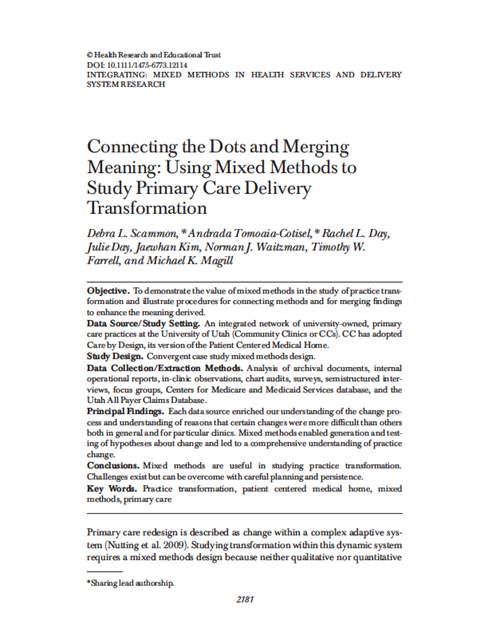 © Health Research and Educational Trust
DOI: 10.1111/1475-6773.12114
INTEGRATING: MIXED METHODS IN HEALTH SERVICES AND DELIVERY
SYSTEM RESEARCH
Connecting the Dots and Merging
Meaning: Using Mixed Methods to
Study Primary Care Delivery
Transformation
Debra L. Scammon,* Andrada Tomoaia-Cotisel,* Rachel L. Day,
Julie Day, Jaewhan Kim, Norman J. Waitzman, Timothy W.
Farrell, and Michael K. Magill
Objective. To demonstrate the value of mixed methods in the study of practice trans-
formation and illustrate procedures for connecting methods and for merging findings
to enhance the meaning derived.
Data Source/Study Setting. An integrated network of university-owned, primary
care practices at the University of Utah (Community Clinics or CCs). CC has adopted
Care by Design, its version of the Patient Centered Medical Home.
Study Design. Convergent case study mixed methods design.
Data Collection/Extraction Methods. Analysis of archival documents, internal
operational reports, in-clinic observations, chart audits, surveys, semistructured inter-
views, focus groups, Centers for Medicare and Medicaid Services database, and the
Utah All Payer Claims Database.
Principal Findings. Each data source enriched our understanding of the change pro-
cess and understanding of reasons that certain changes were more difficult than others
both in general and for particular clinics. Mixed methods enabled generation and test-
ing of hypotheses about change and led to a comprehensive understanding of practice
change.
Conclusions. Mixed methods are useful in studying practice transformation.
Challenges exist but can be overcome with careful planning and persistence.
Key Words. Practice transformation, patient centered medical home, mixed
methods, primary care
Primary care redesign is described as change within a complex adaptive sys-
tem (Nutting et al. 2009). Studying transformation within this dynamic system
requires a mixed methods design because neither qualitative nor quantitative
*Sharing lead authorship.
2181